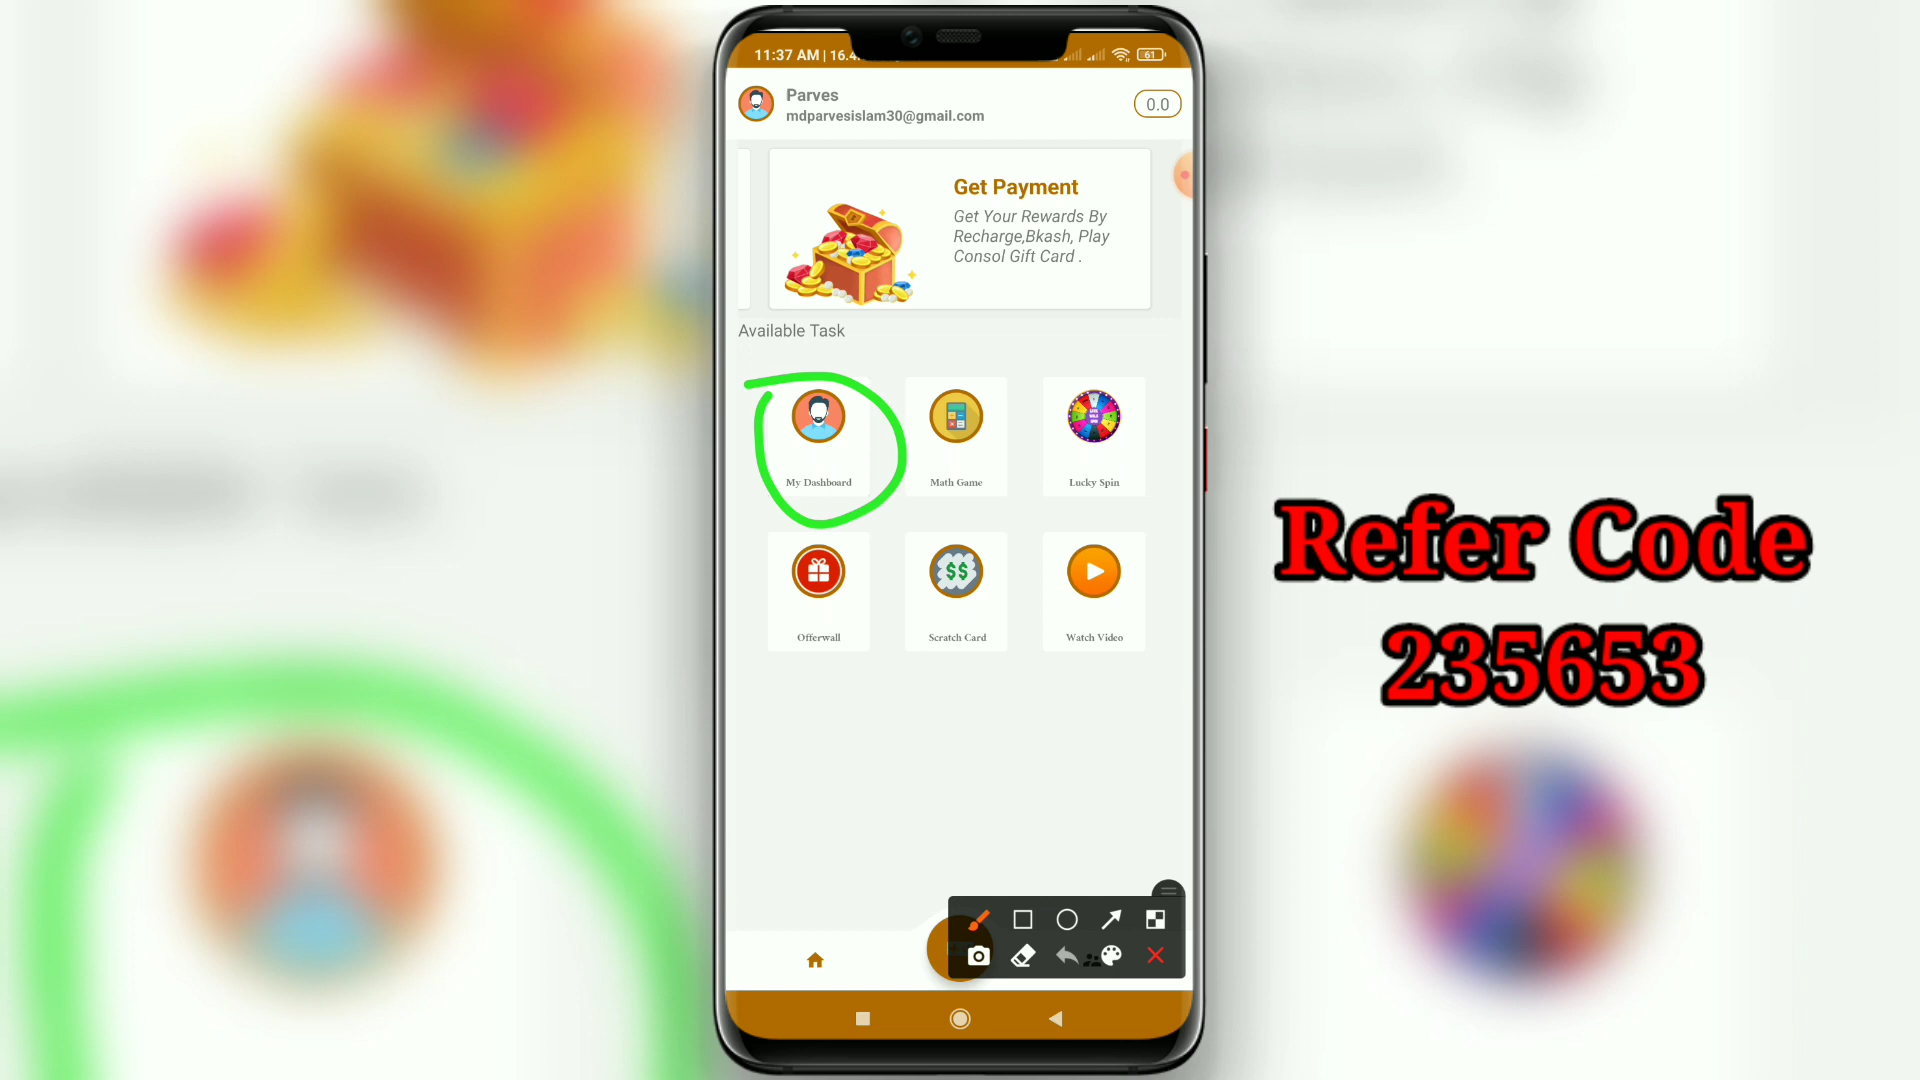 11:37 AM | 16.4
61
Parves
mdparvesislam30@gmail.com
0.0
Get Payment
Get Your Rewards By
Recharge,Bkash, Play
Consol Gift Card .
Available Task
My Dashboard
Math Game
Lucky Spin
$$
Offerwall
Scratch Card
Watch Video
Refer Code
235653